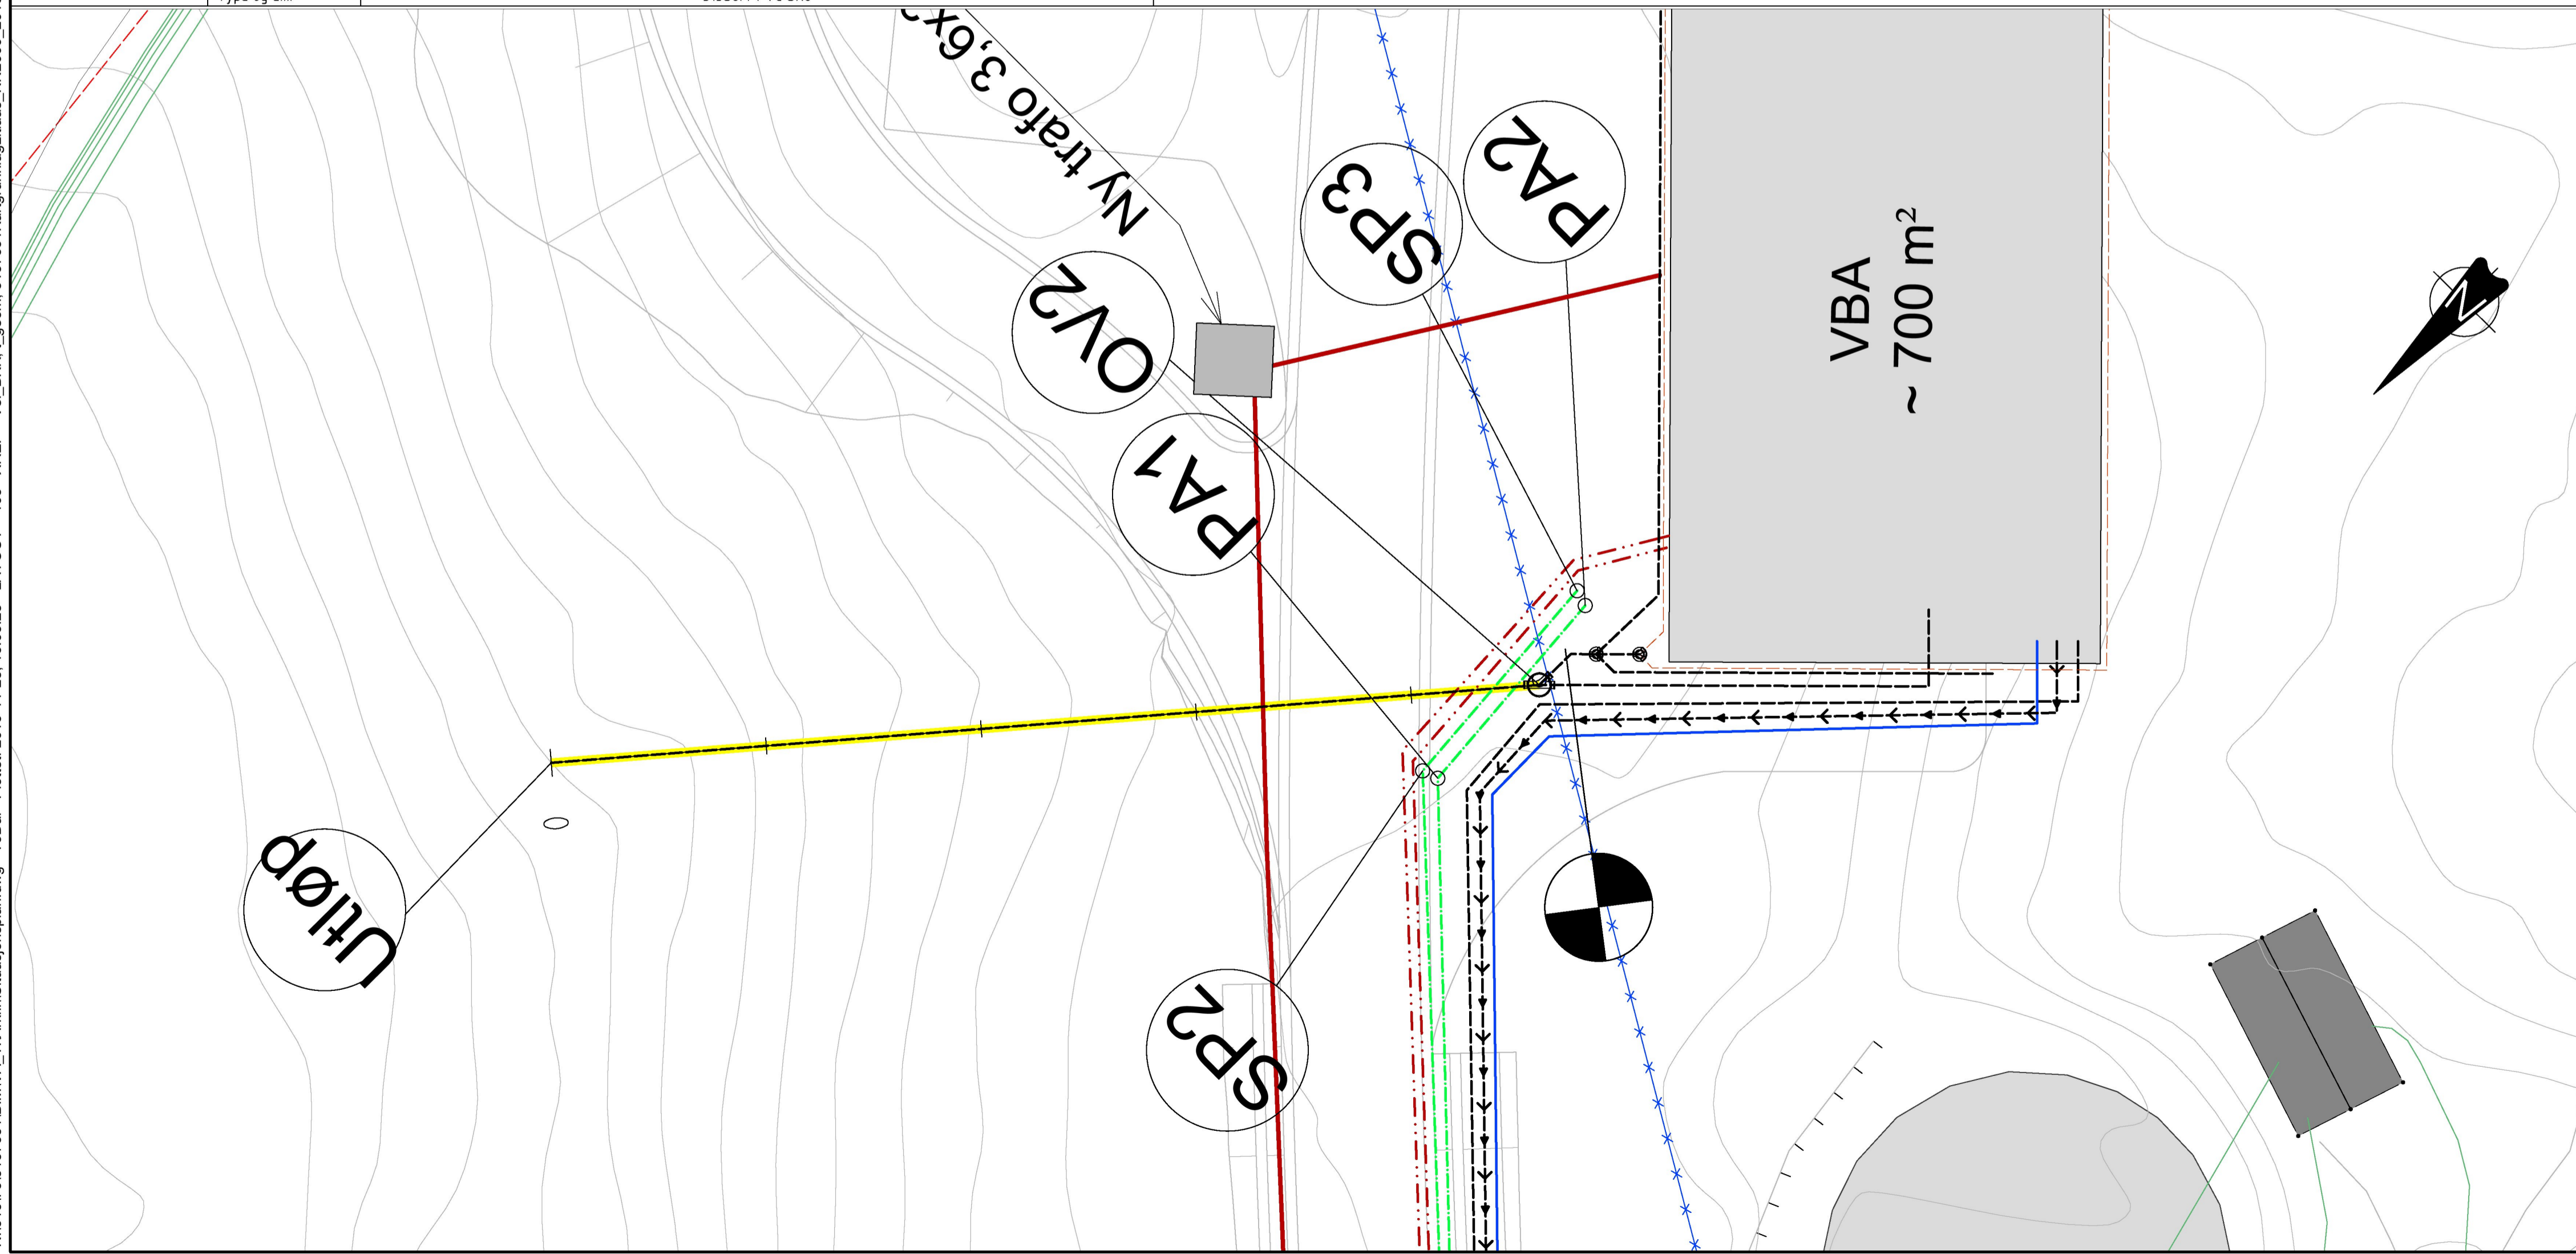 Ny trafo 3,6x
SP3
PA2
OV2
PA1
VBA
~ 700 m²
N
Utløp
SP2